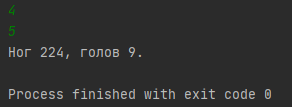 4
5
Ног 224, голов 9.
Process finished with exit code 0